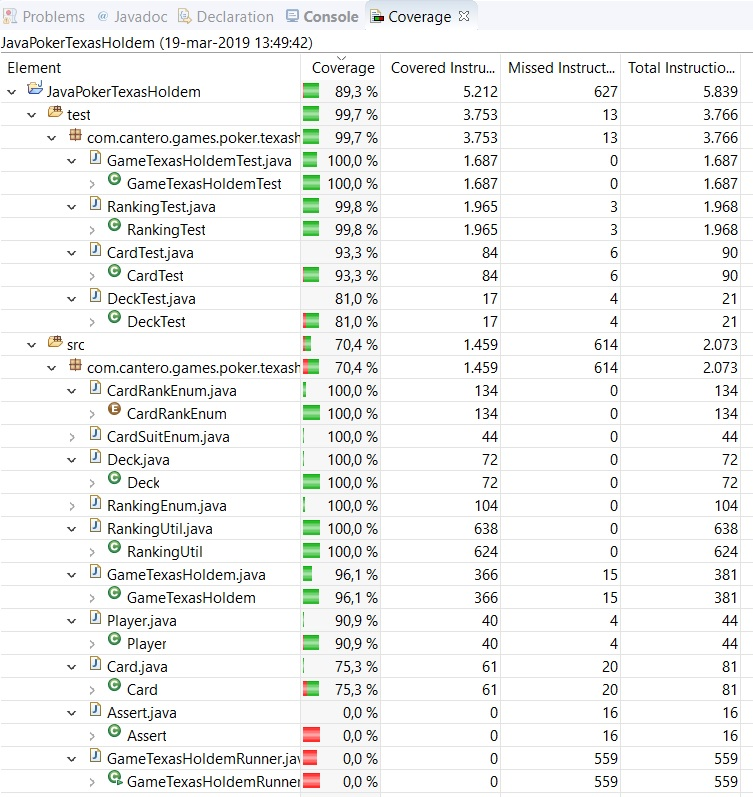 Problems @ Javadoc Declaration Console Coverage
JavaPokerTexasHoldem (19-mar-2019 13:49:42)
Element Coverage Covered Instru... Missed Instruct... Total Instructio...
JavaPokerTexasHoldem 89,3 % 5.212 627 5.839
test 99,7 % 3.753 13 3.766
com.cantero.games.poker.texash 99,7 % 3.753 13 3.766
GameTexasHoldemTest.java 100,0 % 1.687 0 1.687
GameTexasHoldemTest 100,0 % 1.687 0 1.687
RankingTest.java 99,8 % 1.965 3 1.968
RankingTest 99,8 % 1.965 3 1.968
CardTest.java 93,3 % 84 6 90
CardTest 93,3 % 84 6 90
DeckTest.java 81,0 % 17 4 21
DeckTest 81,0 % 17 4 21
src 70,4 % 1.459 614 2.073
com.cantero.games.poker.texash 70,4 % 1.459 614 2.073
CardRankEnum.java 100,0 % 134 0 134
CardRankEnum 100,0 % 134 0 134
CardSuitEnum.java 100,0 % 44 0 44
Deck.java 100,0 % 72 0 72
Deck 100,0 % 72 0 72
RankingEnum.java 100,0 % 104 0 104
RankingUtil.java 100,0 % 638 0 638
RankingUtil 100,0 % 624 0 624
GameTexasHoldem.java 96,1 % 366 15 381
GameTexasHoldem 96,1 % 366 15 381
Player.java 90,9 % 40 4 44
Player 90,9 % 40 4 44
Card.java 75,3 % 61 20 81
Card 75,3 % 61 20 81
Assert.java 0,0 % 0 16 16
Assert 0,0 % 0 16 16
GameTexasHoldemRunner.jav 0,0 % 0 559 559
GameTexasHoldemRunner 0,0 % 0 559 559